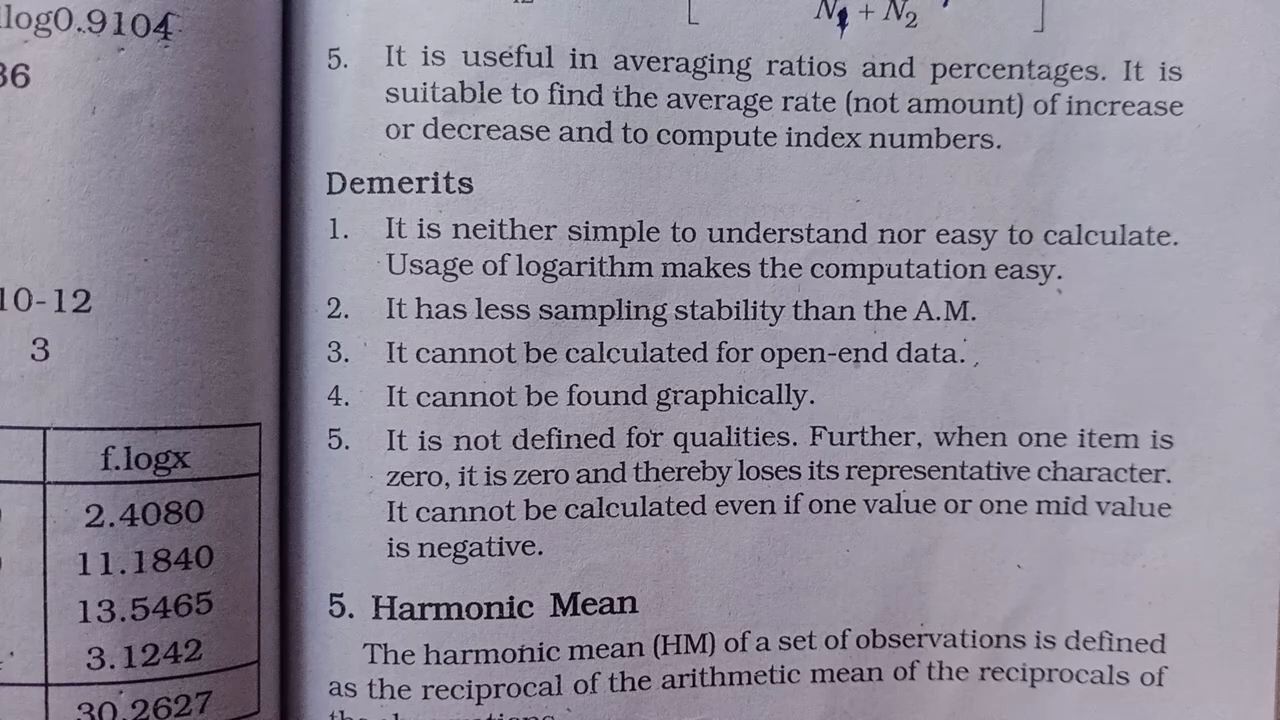 log0.9104
36
10-12
3
f.logx
2.4080
11.1840
13.5465
3.1242
30.2627
N₁ + N₂
5. It is useful in averaging ratios and percentages. It is
suitable to find the average rate (not amount) of increase
or decrease and to compute index numbers.
Demerits
1. It is neither simple to understand nor easy to calculate.
Usage of logarithm makes the computation easy.
2. It has less sampling stability than the A.M.
3. It cannot be calculated for open-end data.
4. It cannot be found graphically.
5. It is not defined for qualities. Further, when one item is
zero, it is zero and thereby loses its representative character.
It cannot be calculated even if one value or one mid value
is negative.
5. Harmonic Mean
The harmonic mean (HM) of a set of observations is defined
as the reciprocal of the arithmetic mean of the reciprocals of